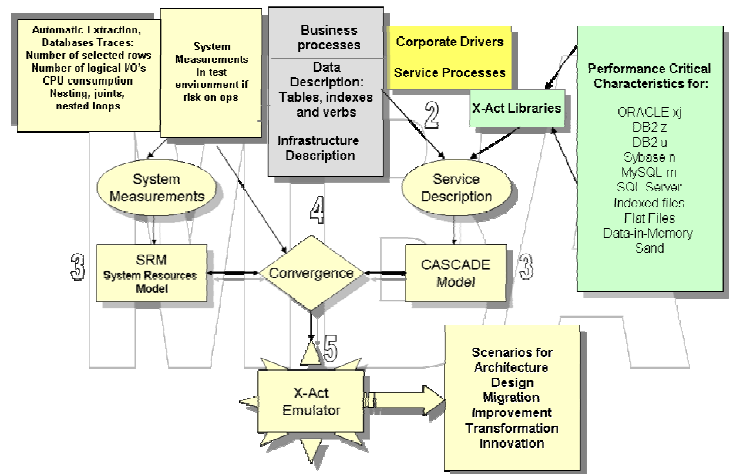 Automatic Extraction,
Databases Traces:
Number of selected rows
Number of logical I/O's
CPU consumption
Nesting, joints,
nested loops
System
Measurements
In test
environment if
risk on ops
Business
processes
Data
Description:
Tables, indexes
and verbs
Infrastructure
Description
Corporate Drivers
Service Processes
X-Act Libraries
Performance Critical
Characteristics for:
ORACLE xj
DB2 z
DB2 u
Sybase n
MySQL m
SQL Server
Indexed files
Flat Files
Data-in-Memory
Sand
2
System
Measurements
Service
Description
4
3
SRM
System Resources
Model
Convergence
CASCADE
Model
3
5
X-Act
Emulator
Scenarios for
Architecture
Design
Migration
Improvement
Transformation
Innovation